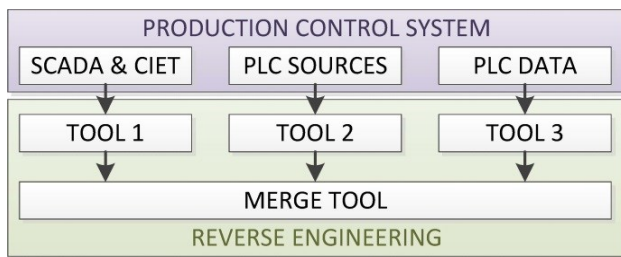 PRODUCTION CONTROL SYSTEM
SCADA & CIET
PLC SOURCES
PLC DATA
TOOL 1
TOOL 2
TOOL 3
MERGE TOOL
REVERSE ENGINEERING